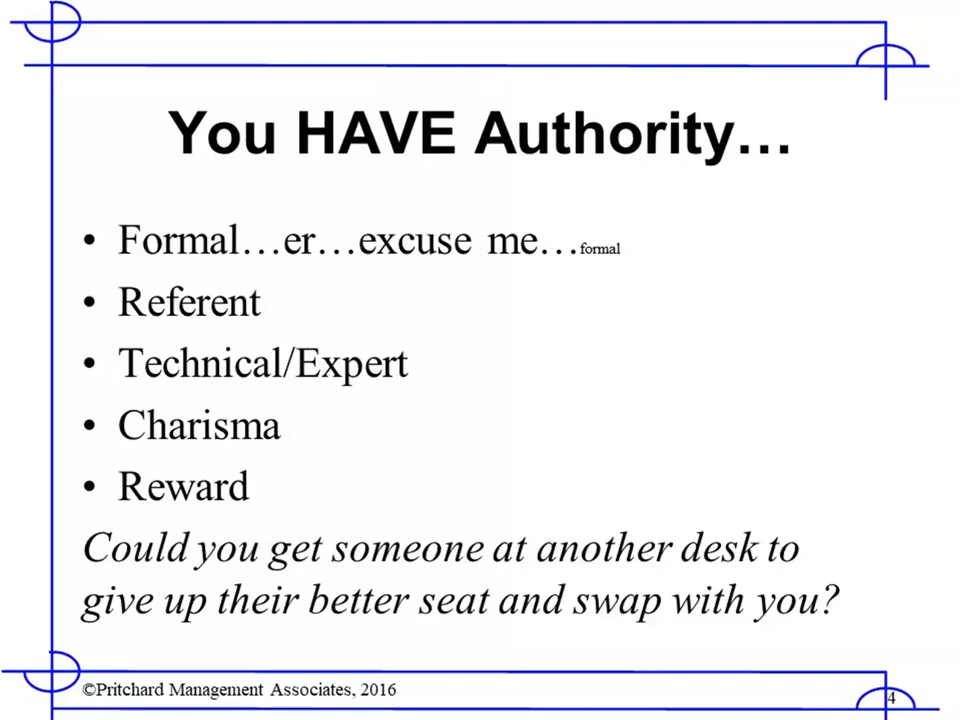 You HAVE Authority…
• Formal…er…excuse me…formal
• Referent
• Technical/Expert
• Charisma
• Reward
Could you get someone at another desk to
give up their better seat and swap with you?
©Pritchard Management Associates, 2016
4